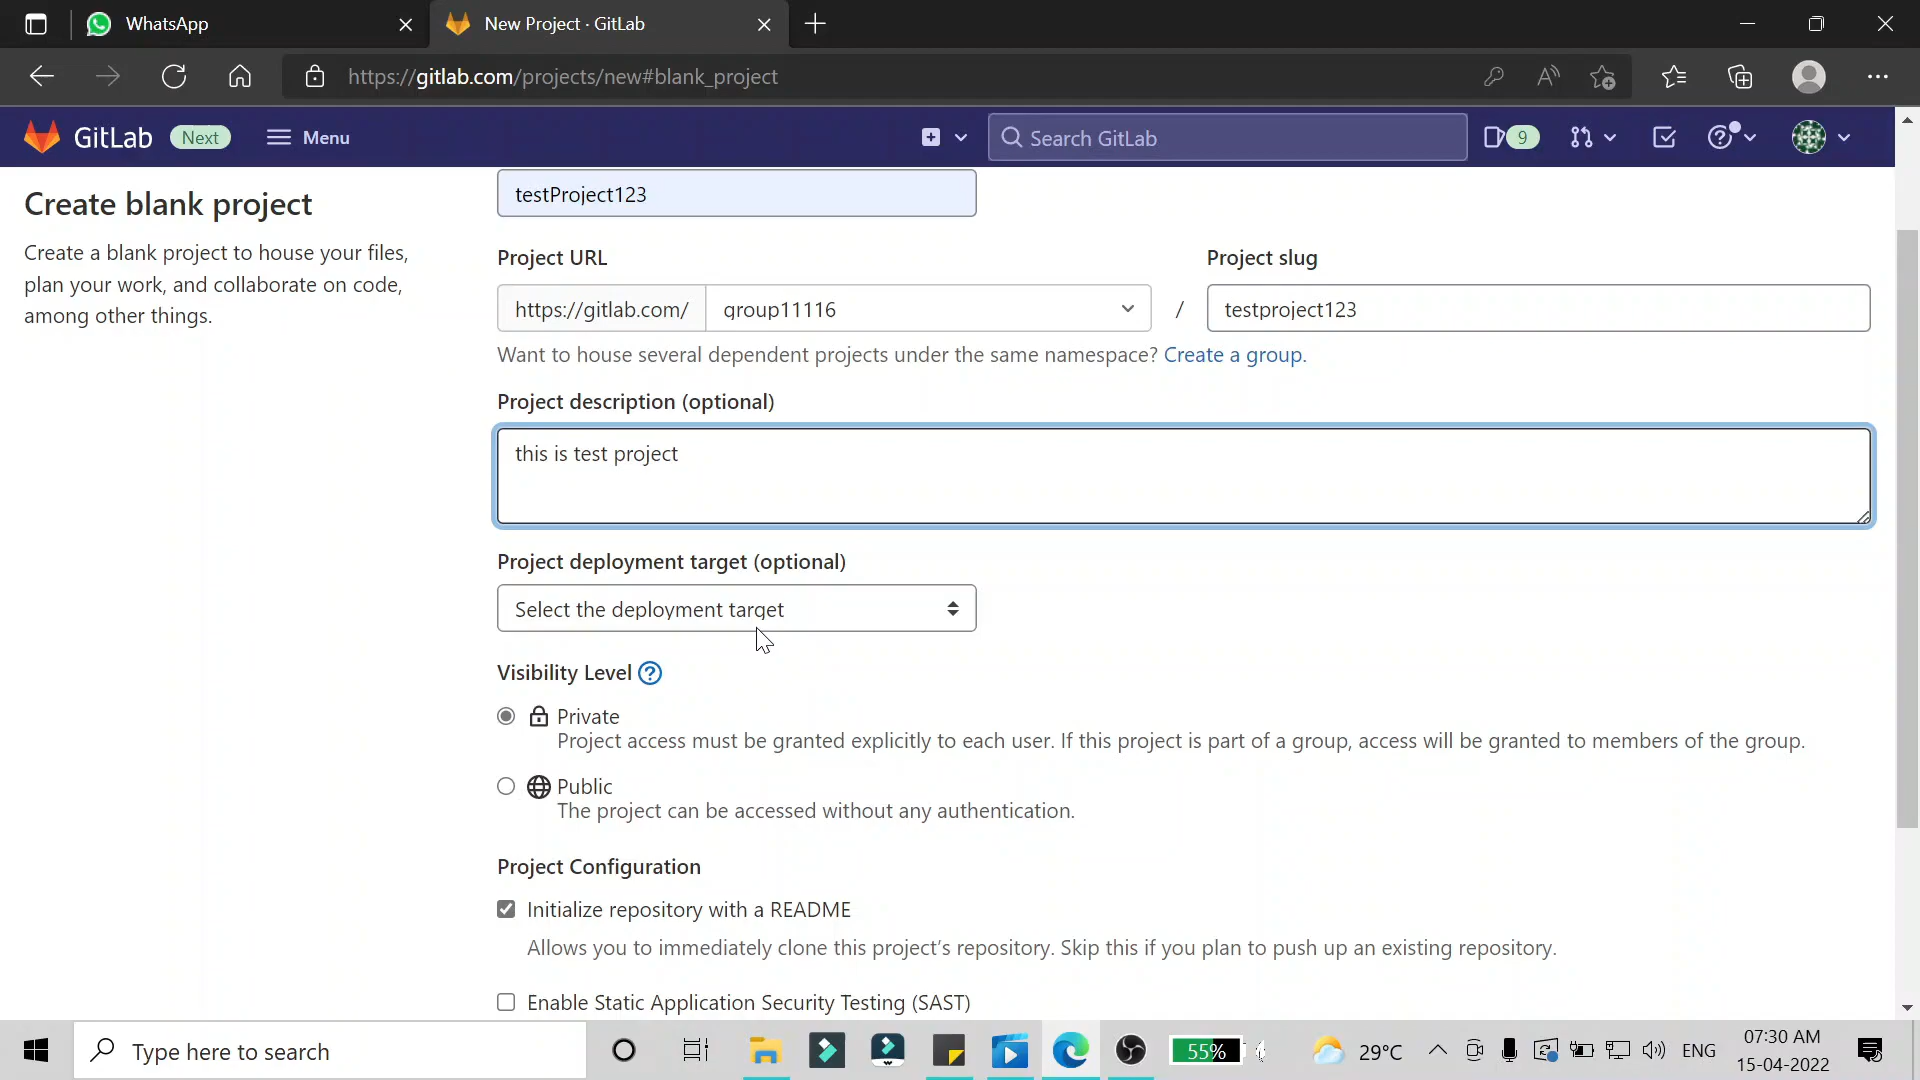 WhatsApp
New Project · GitLab
https://gitlab.com/projects/new#blank_project
GitLab Next Menu
Search GitLab
9
Create blank project
Create a blank project to house your files,
plan your work, and collaborate on code,
among other things.
testProject123
Project URL
Project slug
https://gitlab.com/ group11116 / testproject123
Want to house several dependent projects under the same namespace? Create a group.
Project description (optional)
this is test project
Project deployment target (optional)
Select the deployment target
Visibility Level ?
Private
Project access must be granted explicitly to each user. If this project is part of a group, access will be granted to members of the group.
Public
The project can be accessed without any authentication.
Project Configuration
Initialize repository with a README
Allows you to immediately clone this project's repository. Skip this if you plan to push up an existing repository.
Enable Static Application Security Testing (SAST)
Type here to search
55%
29°C
ENG
07:30 AM
15-04-2022